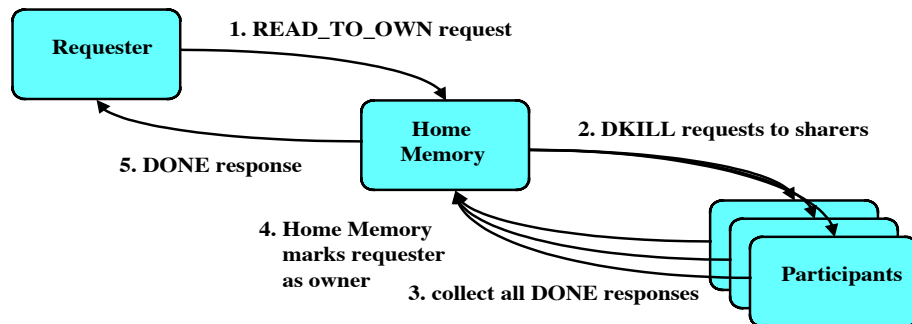 1. READ_TO_OWN request
Requester
Home
Memory
2. DKILL requests to sharers
5. DONE response
4. Home Memory
marks requester
as owner
Participants
3. collect all DONE responses